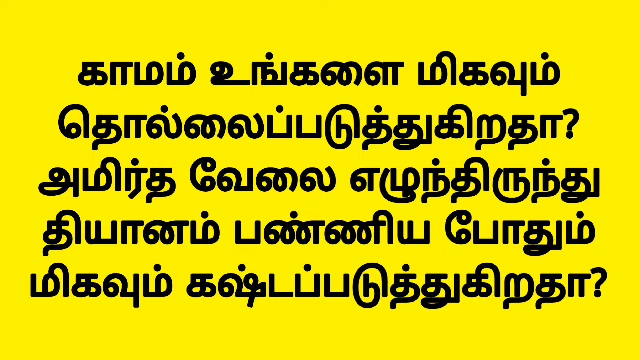 காமம் உங்களை மிகவும்
தொல்லைப்படுத்துகிறதா?
அமிர்த வேலை எழுந்திருந்து
தியானம் பண்ணிய போதும்
மிகவும் கஷ்டப்படுத்துகிறதா?